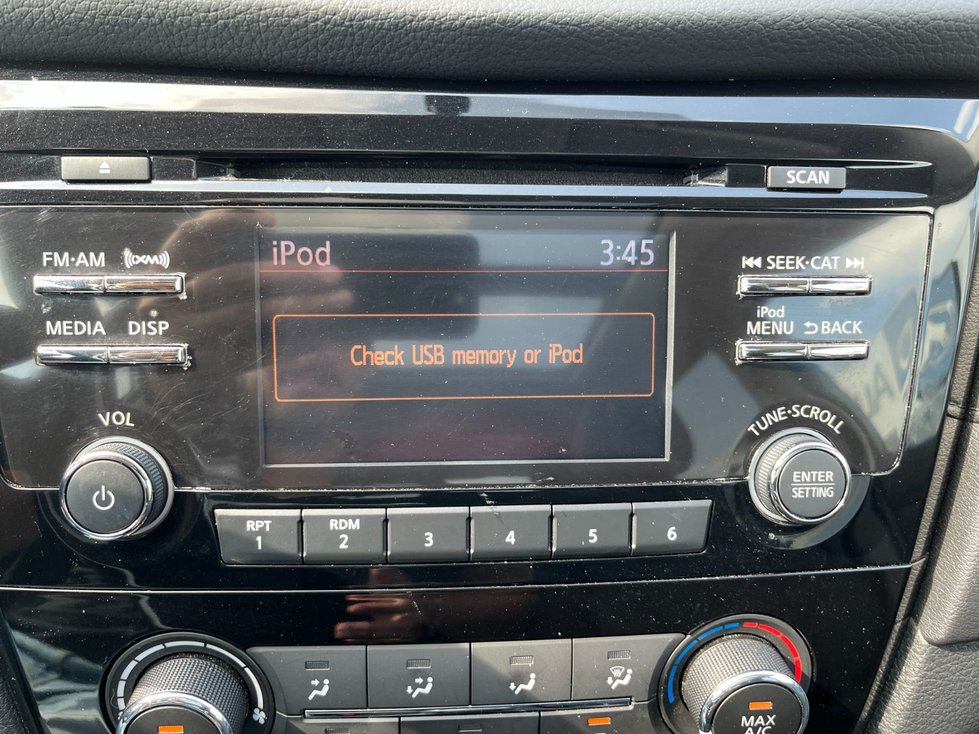 SCAN
FM·AM ((XM))
iPod 3:45
SEEK·CAT
MEDIA DISP
iPod
MENU BACK
Check USB memory or iPod
VOL
TUNE·SCROLL
ENTER
SETTING
RPT
1
RDM
2
3
4
5
6
MAX
A/C